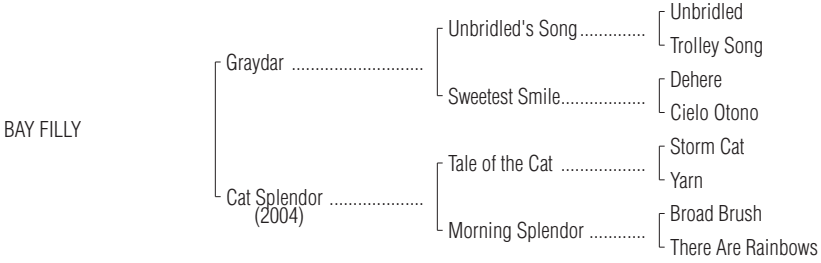 Unbridled
Unbridled's Song..............
Trolley Song
Graydar ............................
Dehere
Sweetest Smile..................
Cielo Otono
BAY FILLY
Storm Cat
Tale of the Cat ..................
Yarn
Cat Splendor ....................
(2004)
Broad Brush
Morning Splendor ............
There Are Rainbows